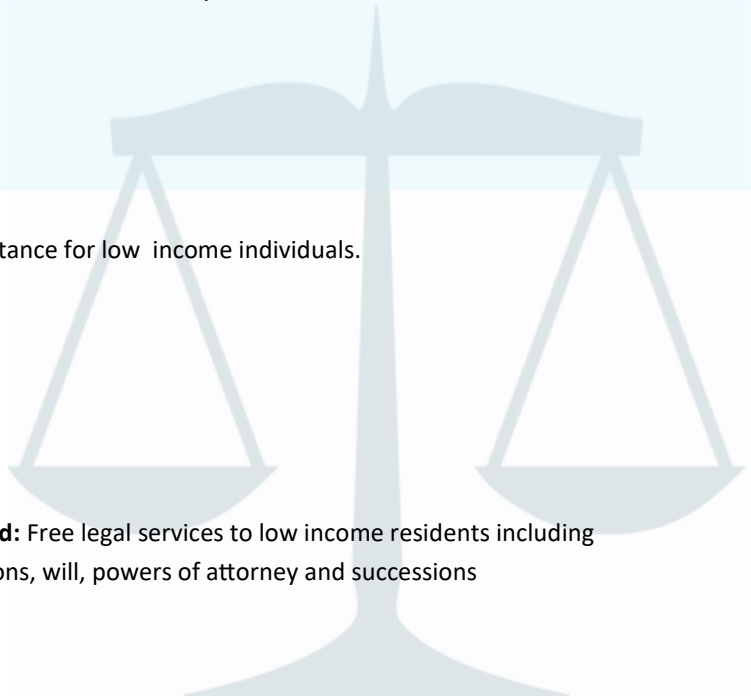 tance for low  income individuals.
d: Free legal services to low income residents including
ons, will, powers of attorney and successions